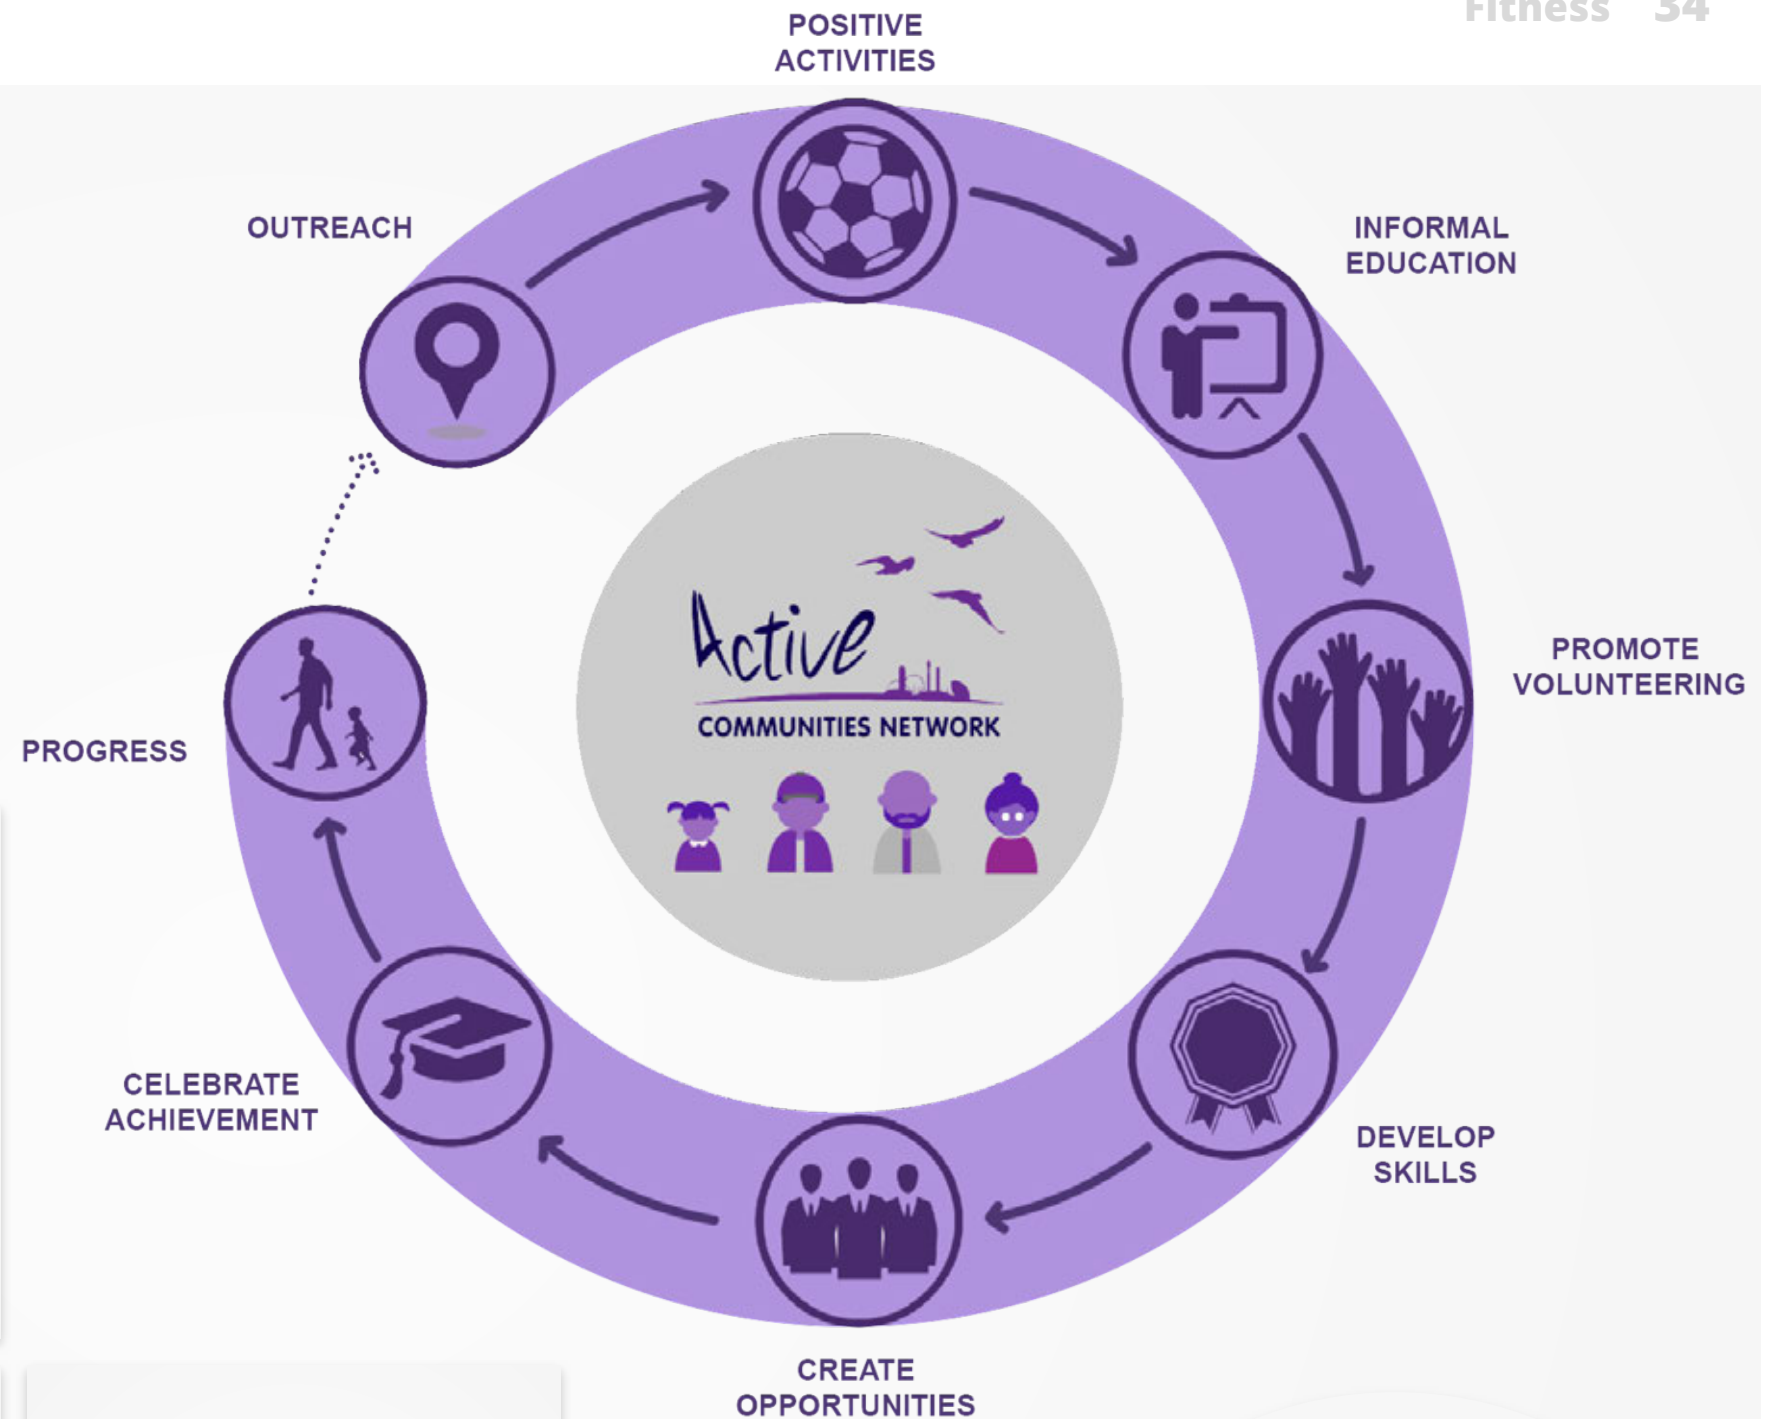 Fitness 34
POSITIVE
ACTIVITIES
OUTREACH
INFORMAL
EDUCATION
Active
COMMUNITIES NETWORK
PROMOTE
VOLUNTEERING
PROGRESS
CELEBRATE
ACHIEVEMENT
DEVELOP
SKILLS
CREATE
OPPORTUNITIES